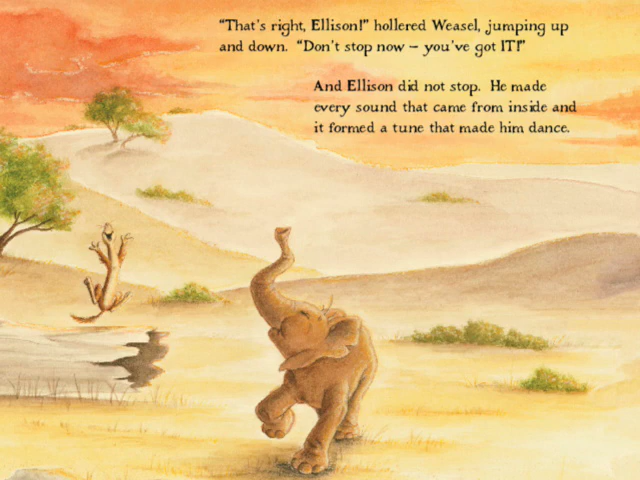 "That's right, Ellison!" hollered Weasel, jumping up
and down. "Don't stop now – you've got IT!"
And Ellison did not stop. He made
every sound that came from inside and
it formed a tune that made him dance.